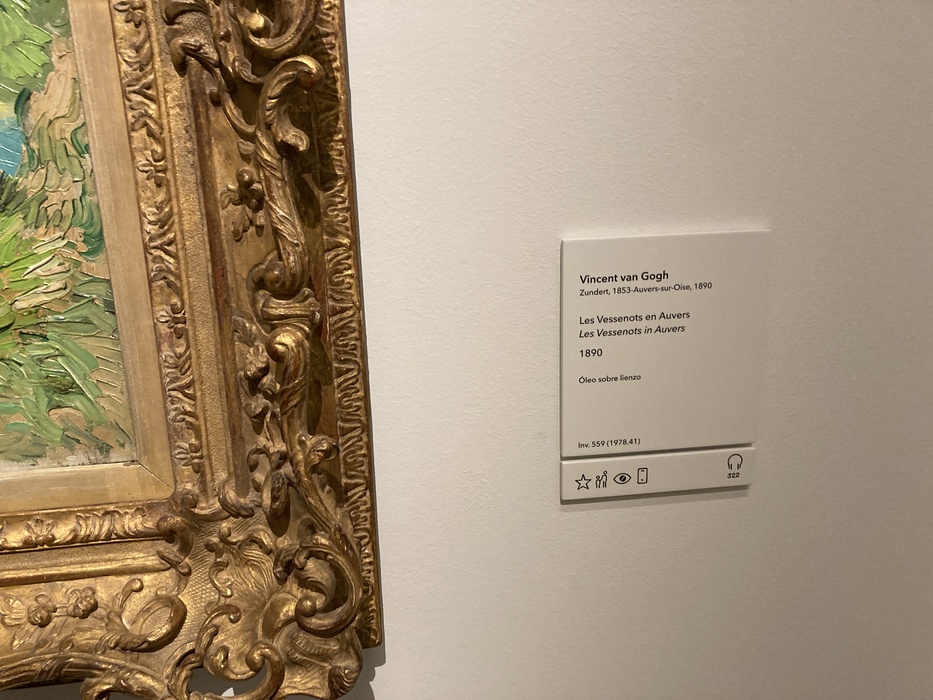 Vincent van Gogh
Zundert, 1853-Auvers-sur-Oise, 1890
Les Vessenots en Auvers
Les Vessenots in Auvers
1890
Óleo sobre lienzo
Inv. 559 (1978.41)
322